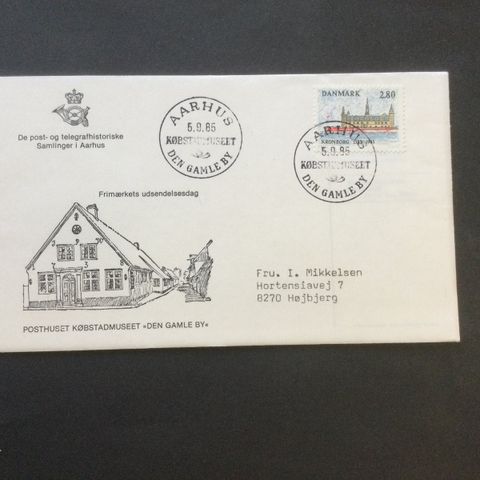 De post- og telegrafhistoriske
Samlinger i Aarhus
AARHUS
5.9.85
KØBSTADMUSEET
DEN GAMLE BY
DANMARK 2.80
KRONBORG
AARHUS
5.9.85
KØBSTADMUSEET
DEN GAMLE BY
Frimærkets udsendelsesdag
Fru. I. Mikkelsen
Hortensiavej 7
8270 Højbjerg
POSTHUSET KØBSTADMUSEET »DEN GAMLE BY«